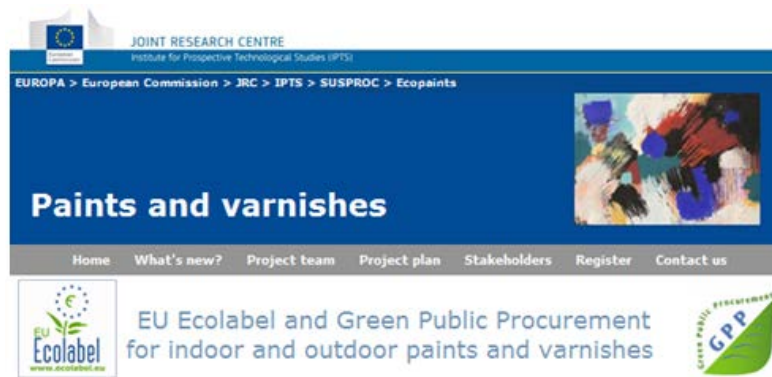 JOINT RESEARCH CENTRE
Institute for Prospective Technological Studies (IPTS)
EUROPA > European Commission > JRC > IPTS > SUSPROC > Ecopaints
Paints and varnishes
Home What's new? Project team Project plan Stakeholders Register Contact us
EU Ecolabel and Green Public Procurement
for indoor and outdoor paints and varnishes
EU
Ecolabel
www.ecolabel.eu
Green Public Procurement
GPP